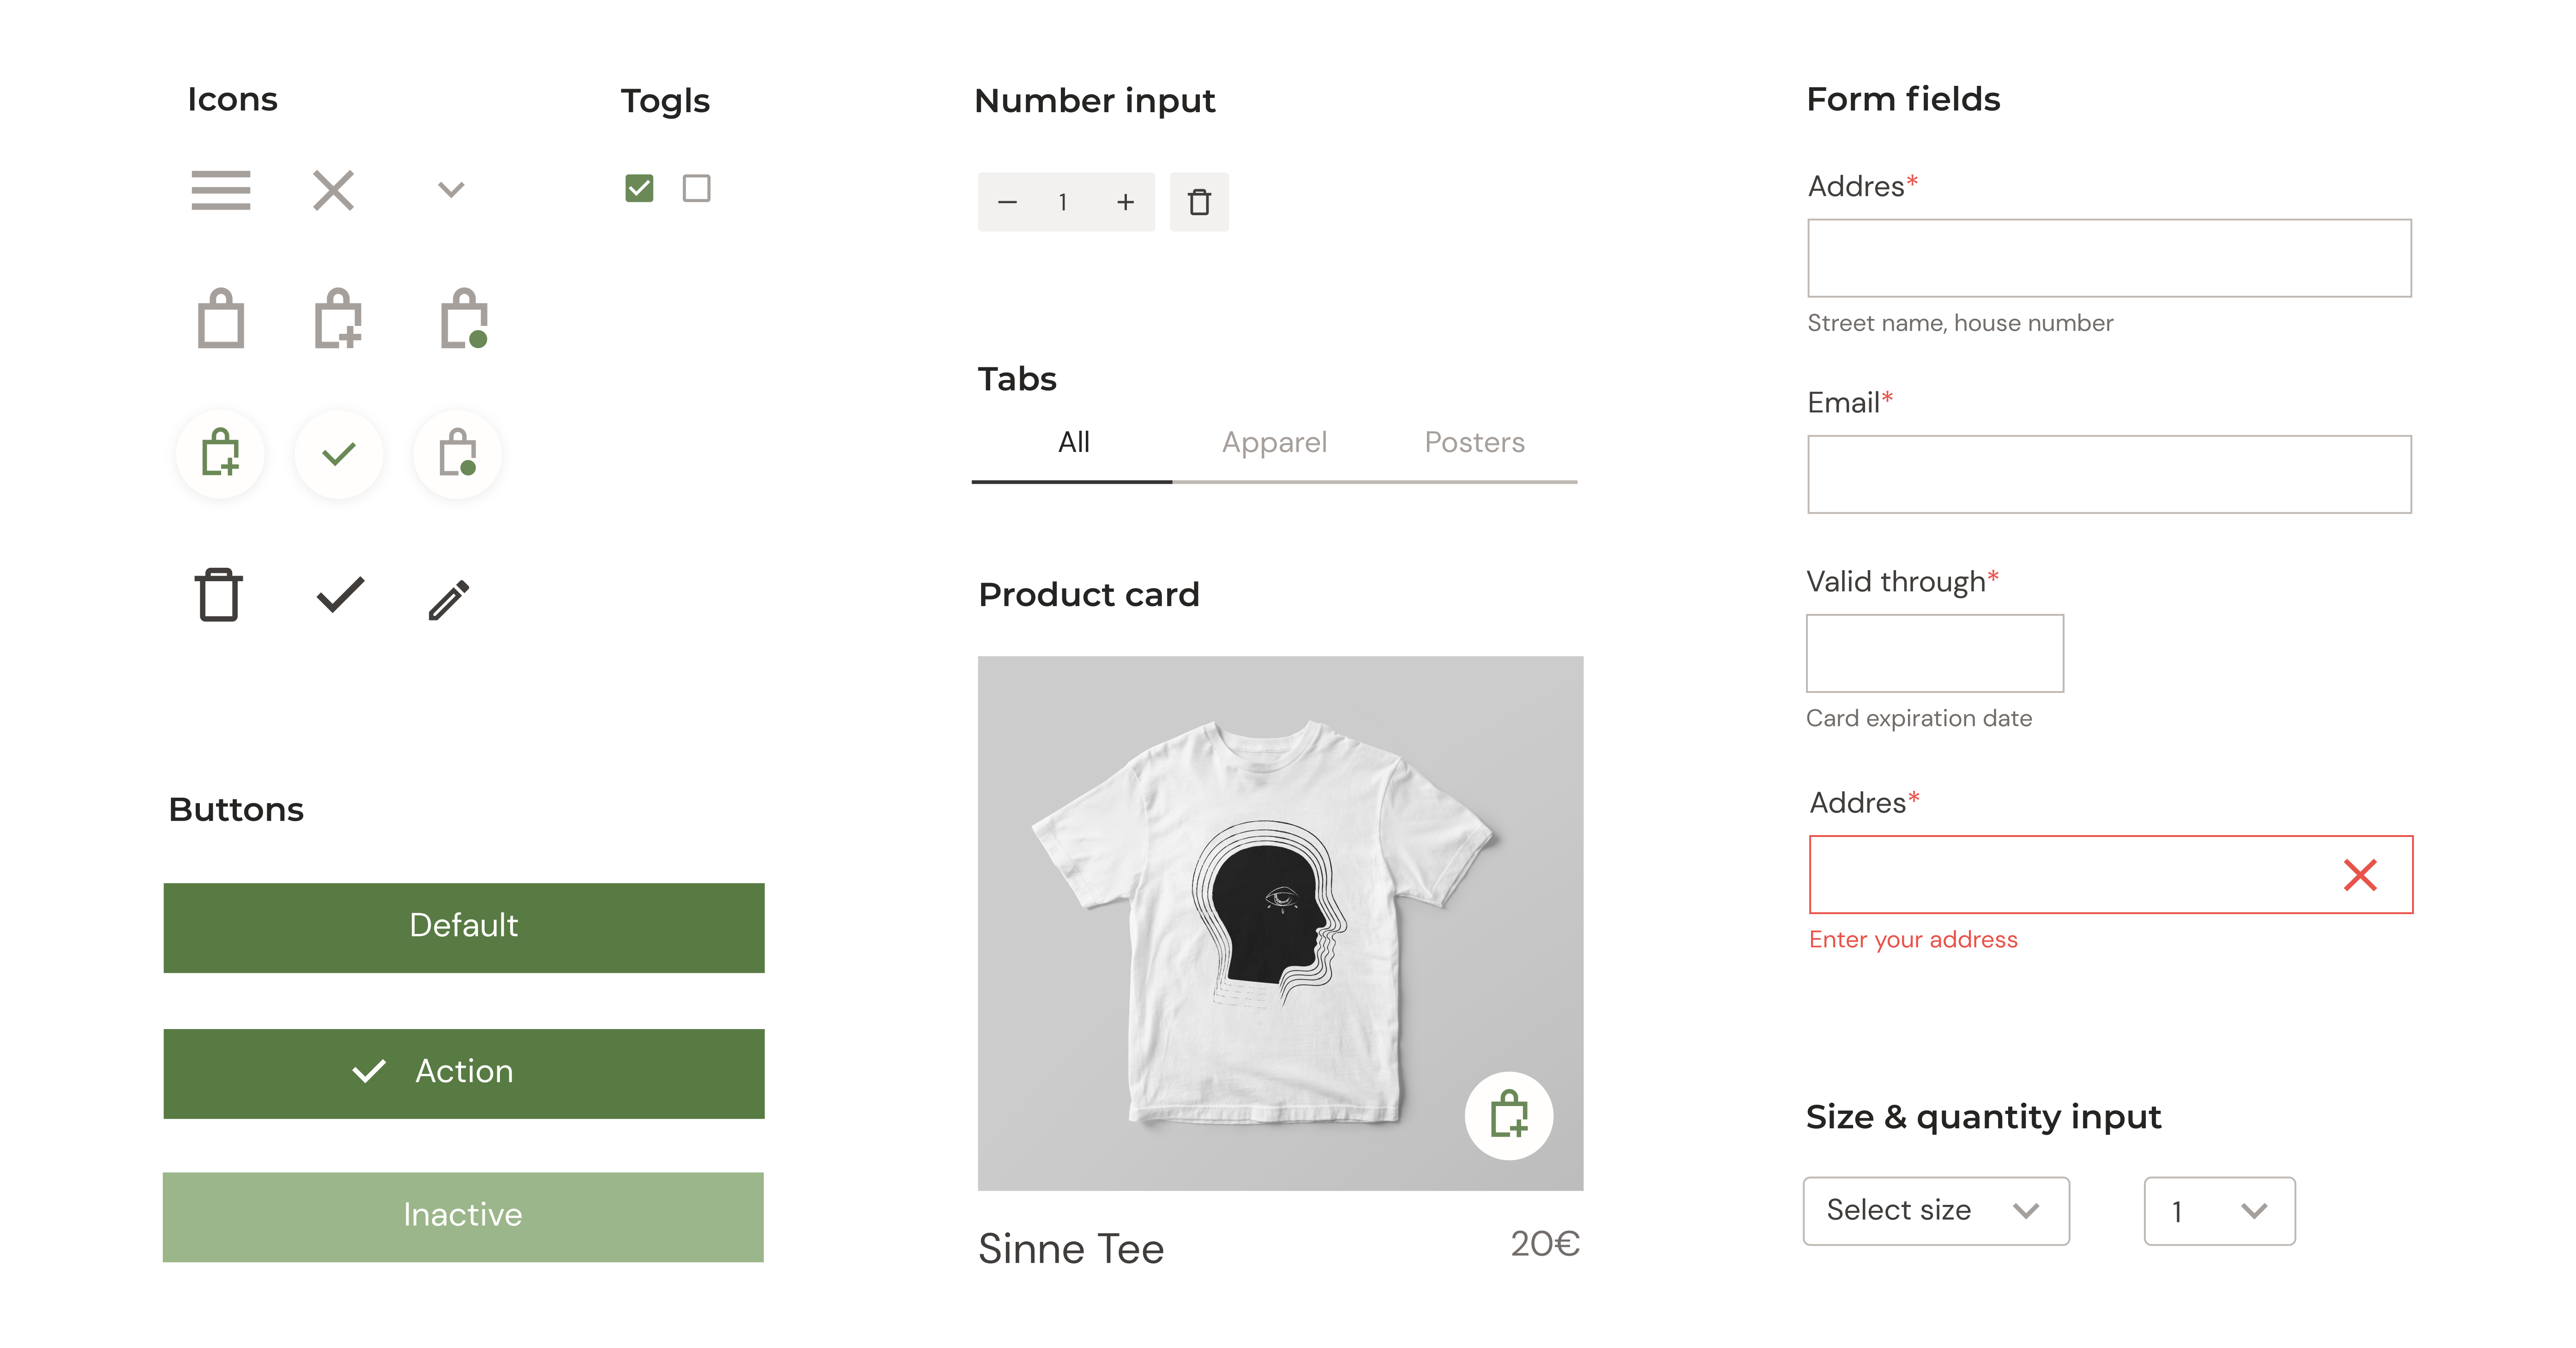 Icons
Togls
Buttons
Default
Action
Inactive
Number input
1
Tabs
All Apparel Posters
Product card
Sinne Tee 20€
Form fields
Addres*
Street name, house number
Email*
Valid through*
Card expiration date
Addres*
Enter your address
Size & quantity input
Select size 1